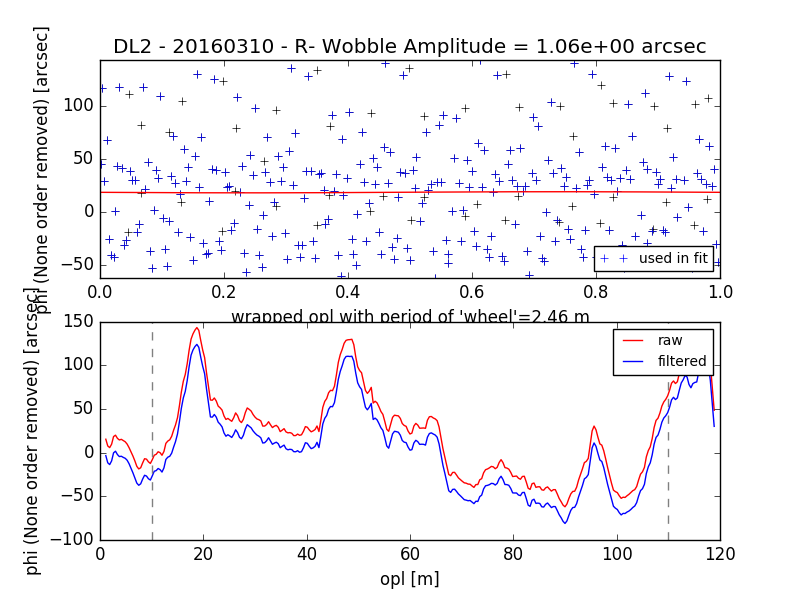 DL2 - 20160310 - R- Wobble Amplitude = 1.06e+00 arcsec
phi (None order removed) [arcsec]
100
50
0
−50
used in fit
0.0 0.2 0.4 0.6 0.8 1.0
wrapped opl with period of 'wheel'=2.46 m
phi (None order removed) [arcsec]
150
100
50
0
−50
−100
raw
filtered
0 20 40 60 80 100 120
opl [m]